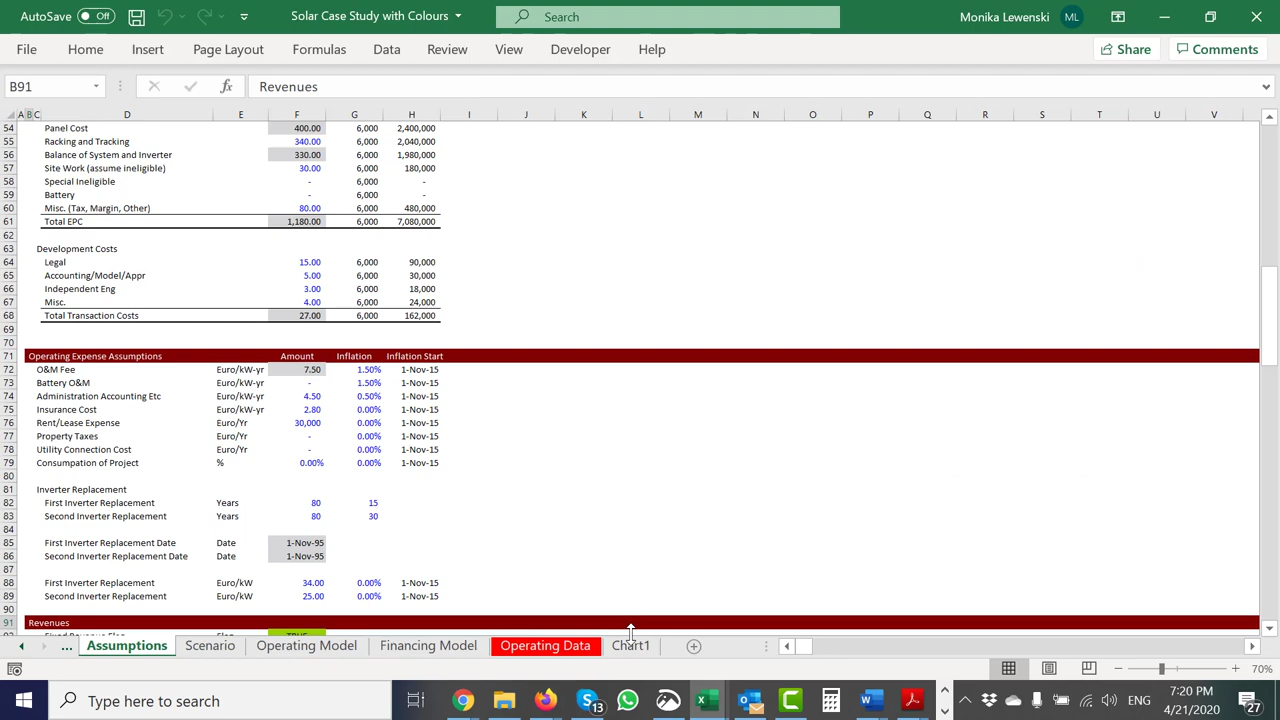 AutoSave Off Solar Case Study with Colours Search Monika Lewenski ML
File Home Insert Page Layout Formulas Data Review View Developer Help Share Comments
B91 fx Revenues
A B C D E F G H I J K L M N O P Q R S T U V
54 Panel Cost 400.00 6,000 2,400,000
55 Racking and Tracking 340.00 6,000 2,040,000
56 Balance of System and Inverter 330.00 6,000 1,980,000
57 Site Work (assume ineligible) 30.00 6,000 180,000
58 Special Ineligible - 6,000 -
59 Battery - 6,000 -
60 Misc. (Tax, Margin, Other) 80.00 6,000 480,000
61 Total EPC 1,180.00 6,000 7,080,000
62
63 Development Costs
64 Legal 15.00 6,000 90,000
65 Accounting/Model/Appr 5.00 6,000 30,000
66 Independent Eng 3.00 6,000 18,000
67 Misc. 4.00 6,000 24,000
68 Total Transaction Costs 27.00 6,000 162,000
69
70
71 Operating Expense Assumptions Amount Inflation Inflation Start
72 O&M Fee Euro/kW-yr 7.50 1.50% 1-Nov-15
73 Battery O&M Euro/kW-yr - 1.50% 1-Nov-15
74 Administration Accounting Etc Euro/kW-yr 4.50 0.50% 1-Nov-15
75 Insurance Cost Euro/kW-yr 2.80 0.00% 1-Nov-15
76 Rent/Lease Expense Euro/Yr 30,000 0.00% 1-Nov-15
77 Property Taxes Euro/Yr - 0.00% 1-Nov-15
78 Utility Connection Cost Euro/Yr - 0.00% 1-Nov-15
79 Consumpation of Project % 0.00% 0.00% 1-Nov-15
80
81 Inverter Replacement
82 First Inverter Replacement Years 80 15
83 Second Inverter Replacement Years 80 30
84
85 First Inverter Replacement Date Date 1-Nov-95
86 Second Inverter Replacement Date Date 1-Nov-95
87
88 First Inverter Replacement Euro/kW 34.00 0.00% 1-Nov-15
89 Second Inverter Replacement Euro/kW 25.00 0.00% 1-Nov-15
90
91 Revenues
... Assumptions Scenario Operating Model Financing Model Operating Data Chart1
70%
Type here to search 13 W ENG 7:20 PM 4/21/2020 27